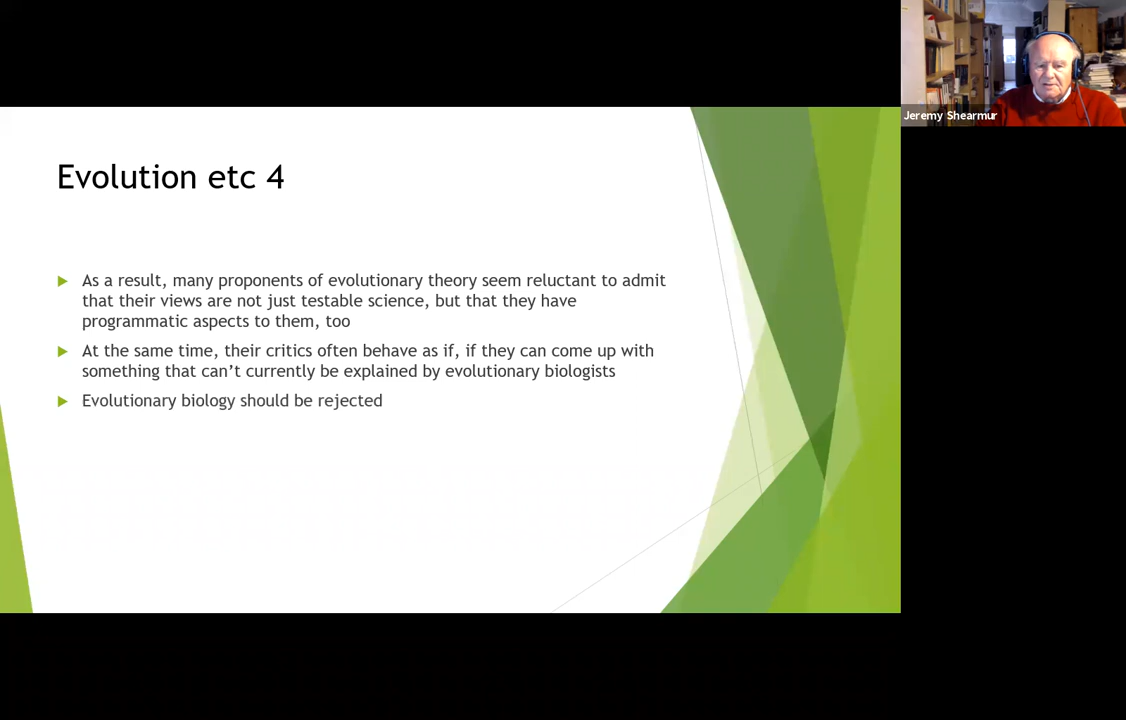 Jeremy Shearmur
Evolution etc 4
As a result, many proponents of evolutionary theory seem reluctant to admit
that their views are not just testable science, but that they have
programmatic aspects to them, too
At the same time, their critics often behave as if, if they can come up with
something that can’t currently be explained by evolutionary biologists
Evolutionary biology should be rejected